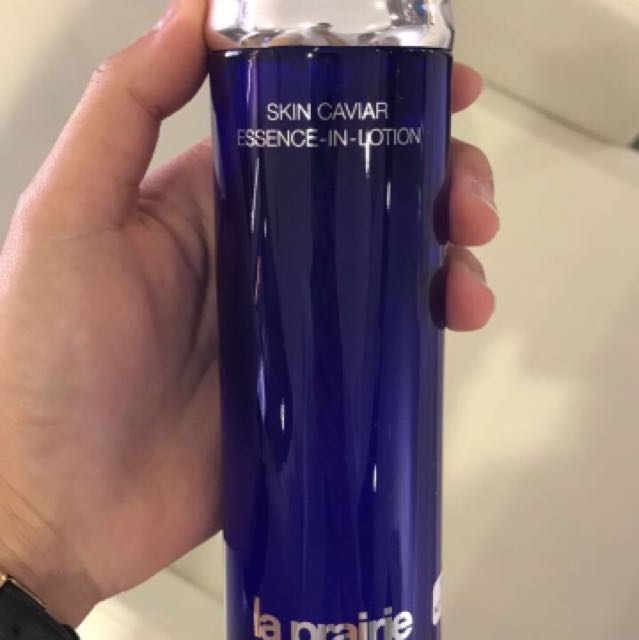 SKIN CAVIAR
ESSENCE-IN-LOTION
la prairie